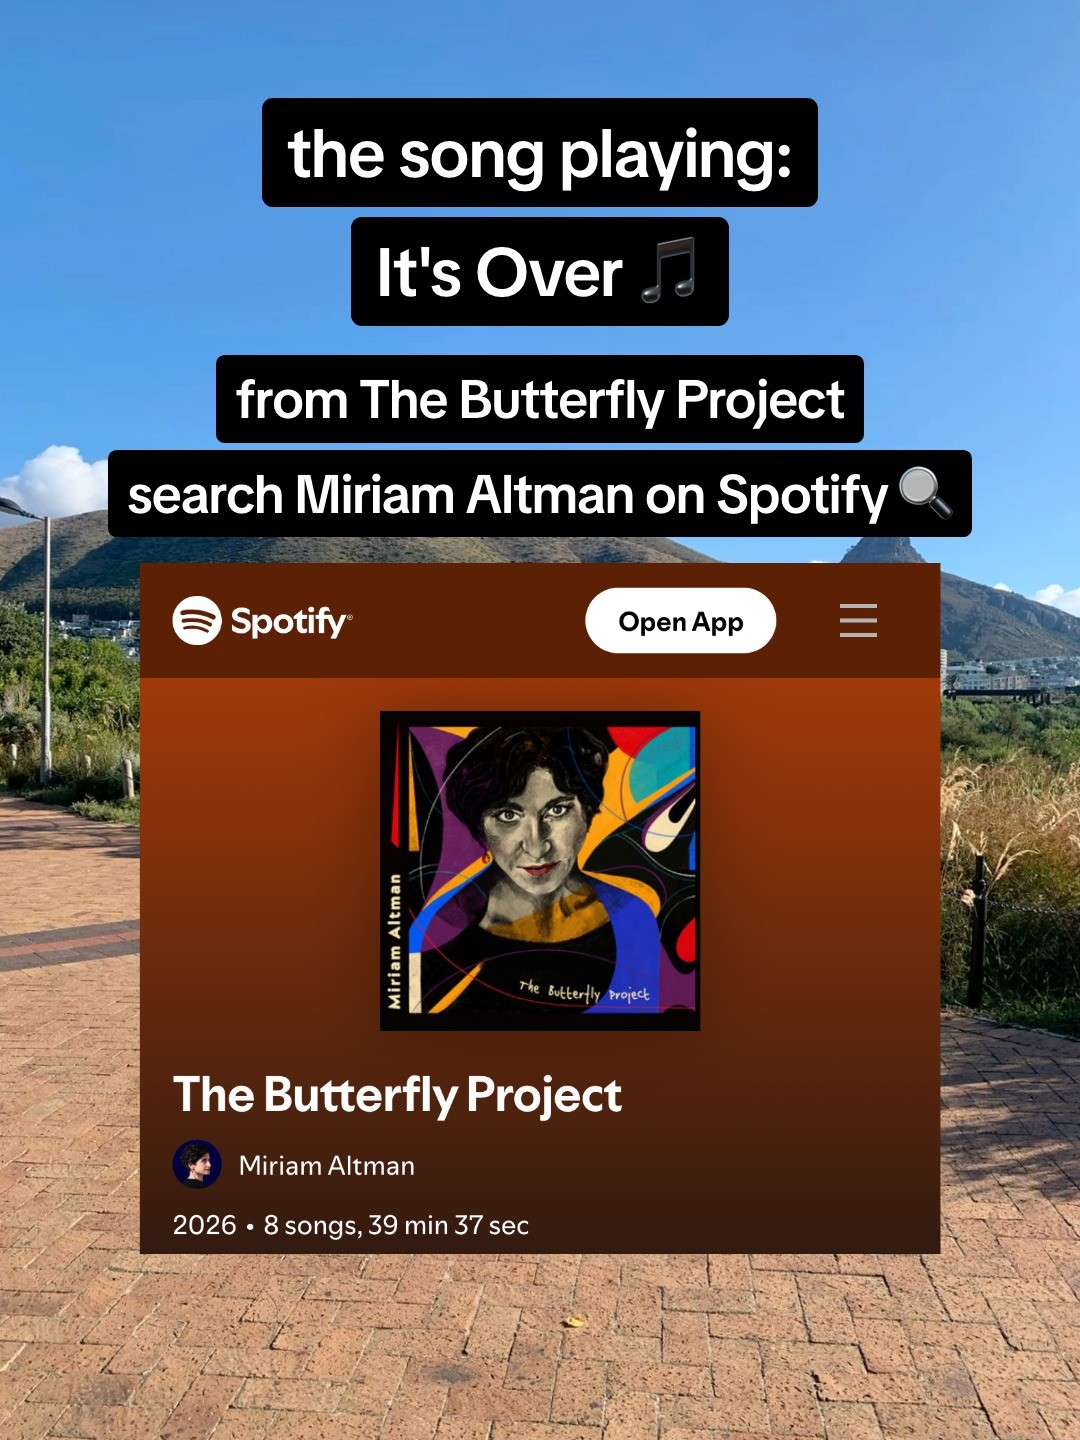 the song playing:
It's Over 🎵
from The Butterfly Project
search Miriam Altman on Spotify 🔍
Spotify®
Open App
Miriam Altman
The Butterfly Project
The Butterfly Project
Miriam Altman
2026 • 8 songs, 39 min 37 sec